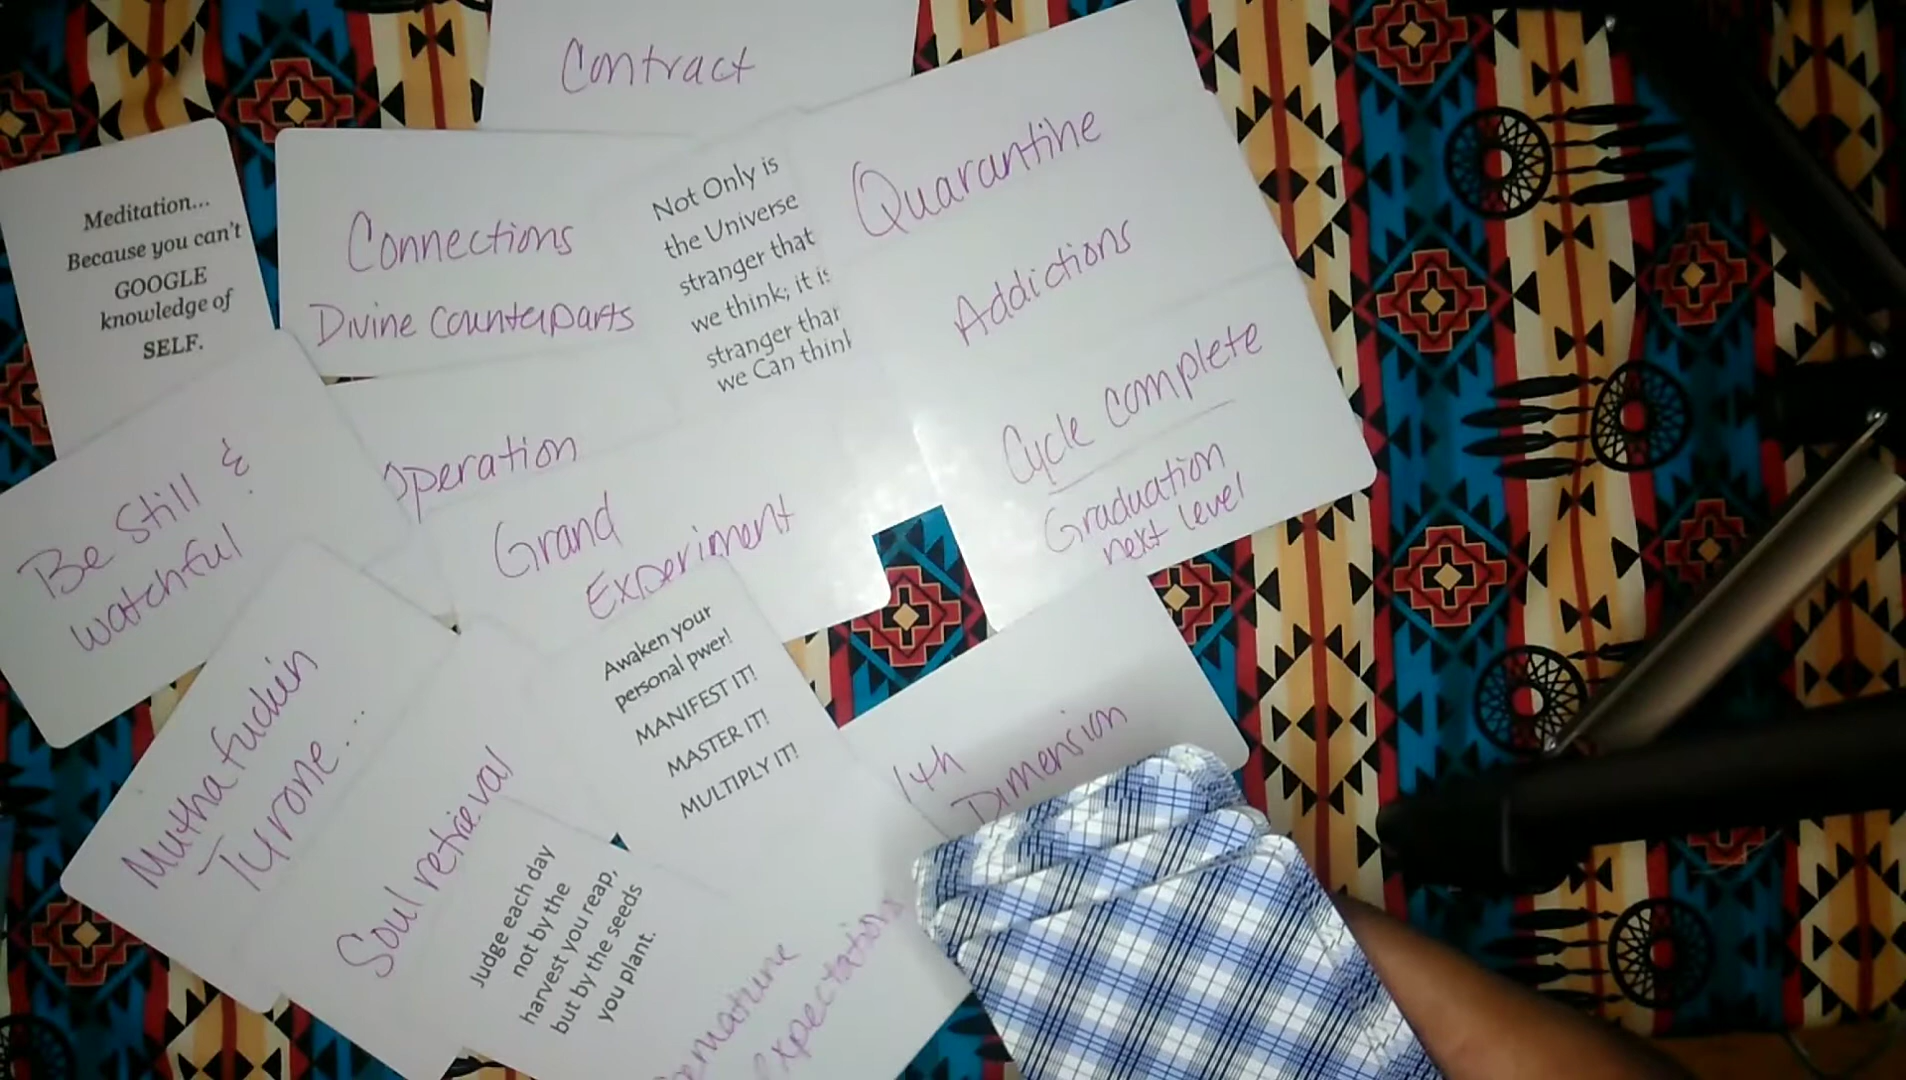 Contract
Meditation...
Because you can't
GOOGLE
knowledge of
SELF.
Connections
Divine Counterparts
Not Only is
the Universe
stranger that
we think; it is
stranger than
we Can think
Quarantine
Addictions
Cycle complete
Graduation
next level
Be Still &
watchful
Operation
Grand
Experiment
Muthafuckin
Tyrone...
Soul retrieval
Awaken your
personal pwer!
MANIFEST IT!
MASTER IT!
MULTIPLY IT!
14h
Dimension
Judge each day
not by the
harvest you reap,
but by the seeds
you plant.
expectations